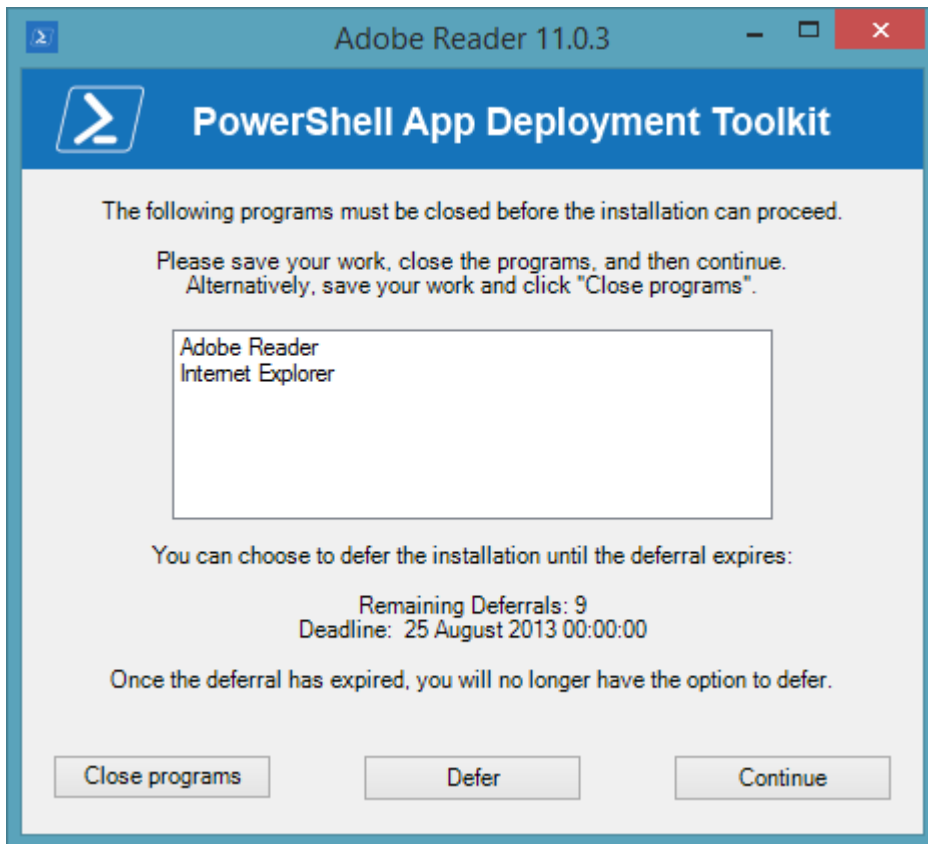 Adobe Reader 11.0.3
PowerShell App Deployment Toolkit
The following programs must be closed before the installation can proceed.
Please save your work, close the programs, and then continue.
Alternatively, save your work and click "Close programs".
Adobe Reader
Internet Explorer
You can choose to defer the installation until the deferral expires:
Remaining Deferrals: 9
Deadline: 25 August 2013 00:00:00
Once the deferral has expired, you will no longer have the option to defer.
Close programs
Defer
Continue